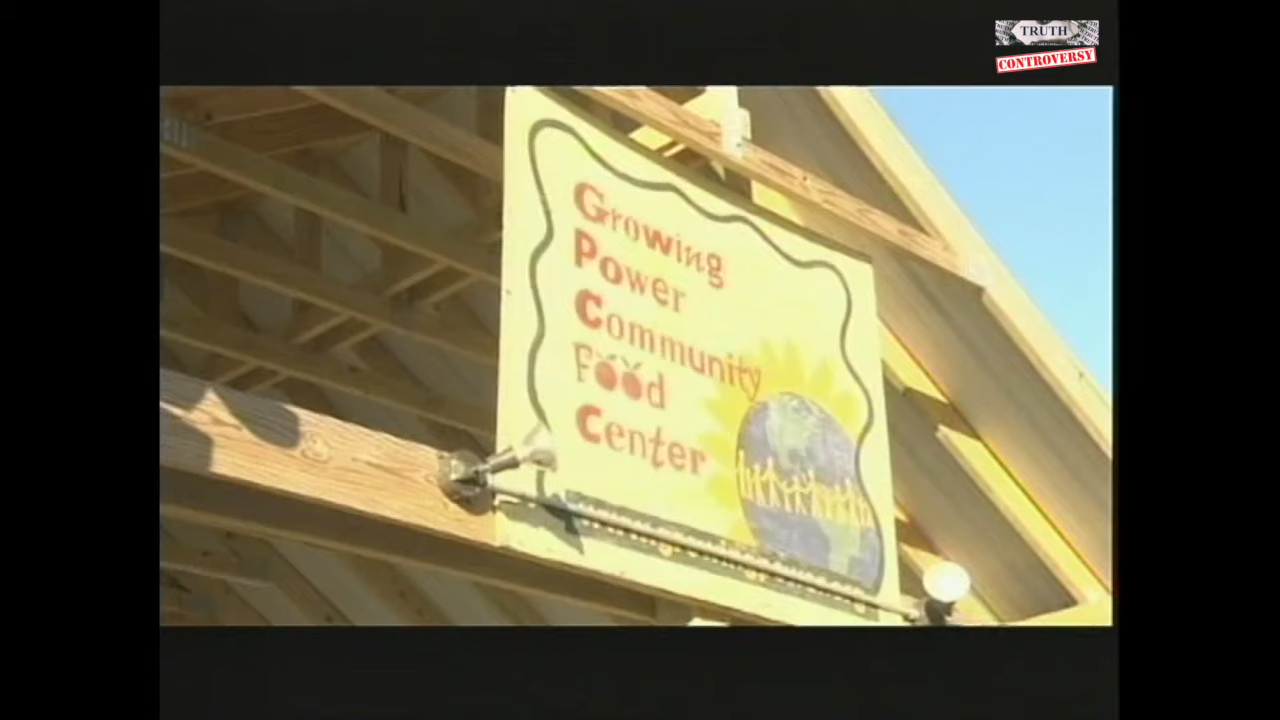 TRUTH
CONTROVERSY
Growing
Power
Community
Food
Center